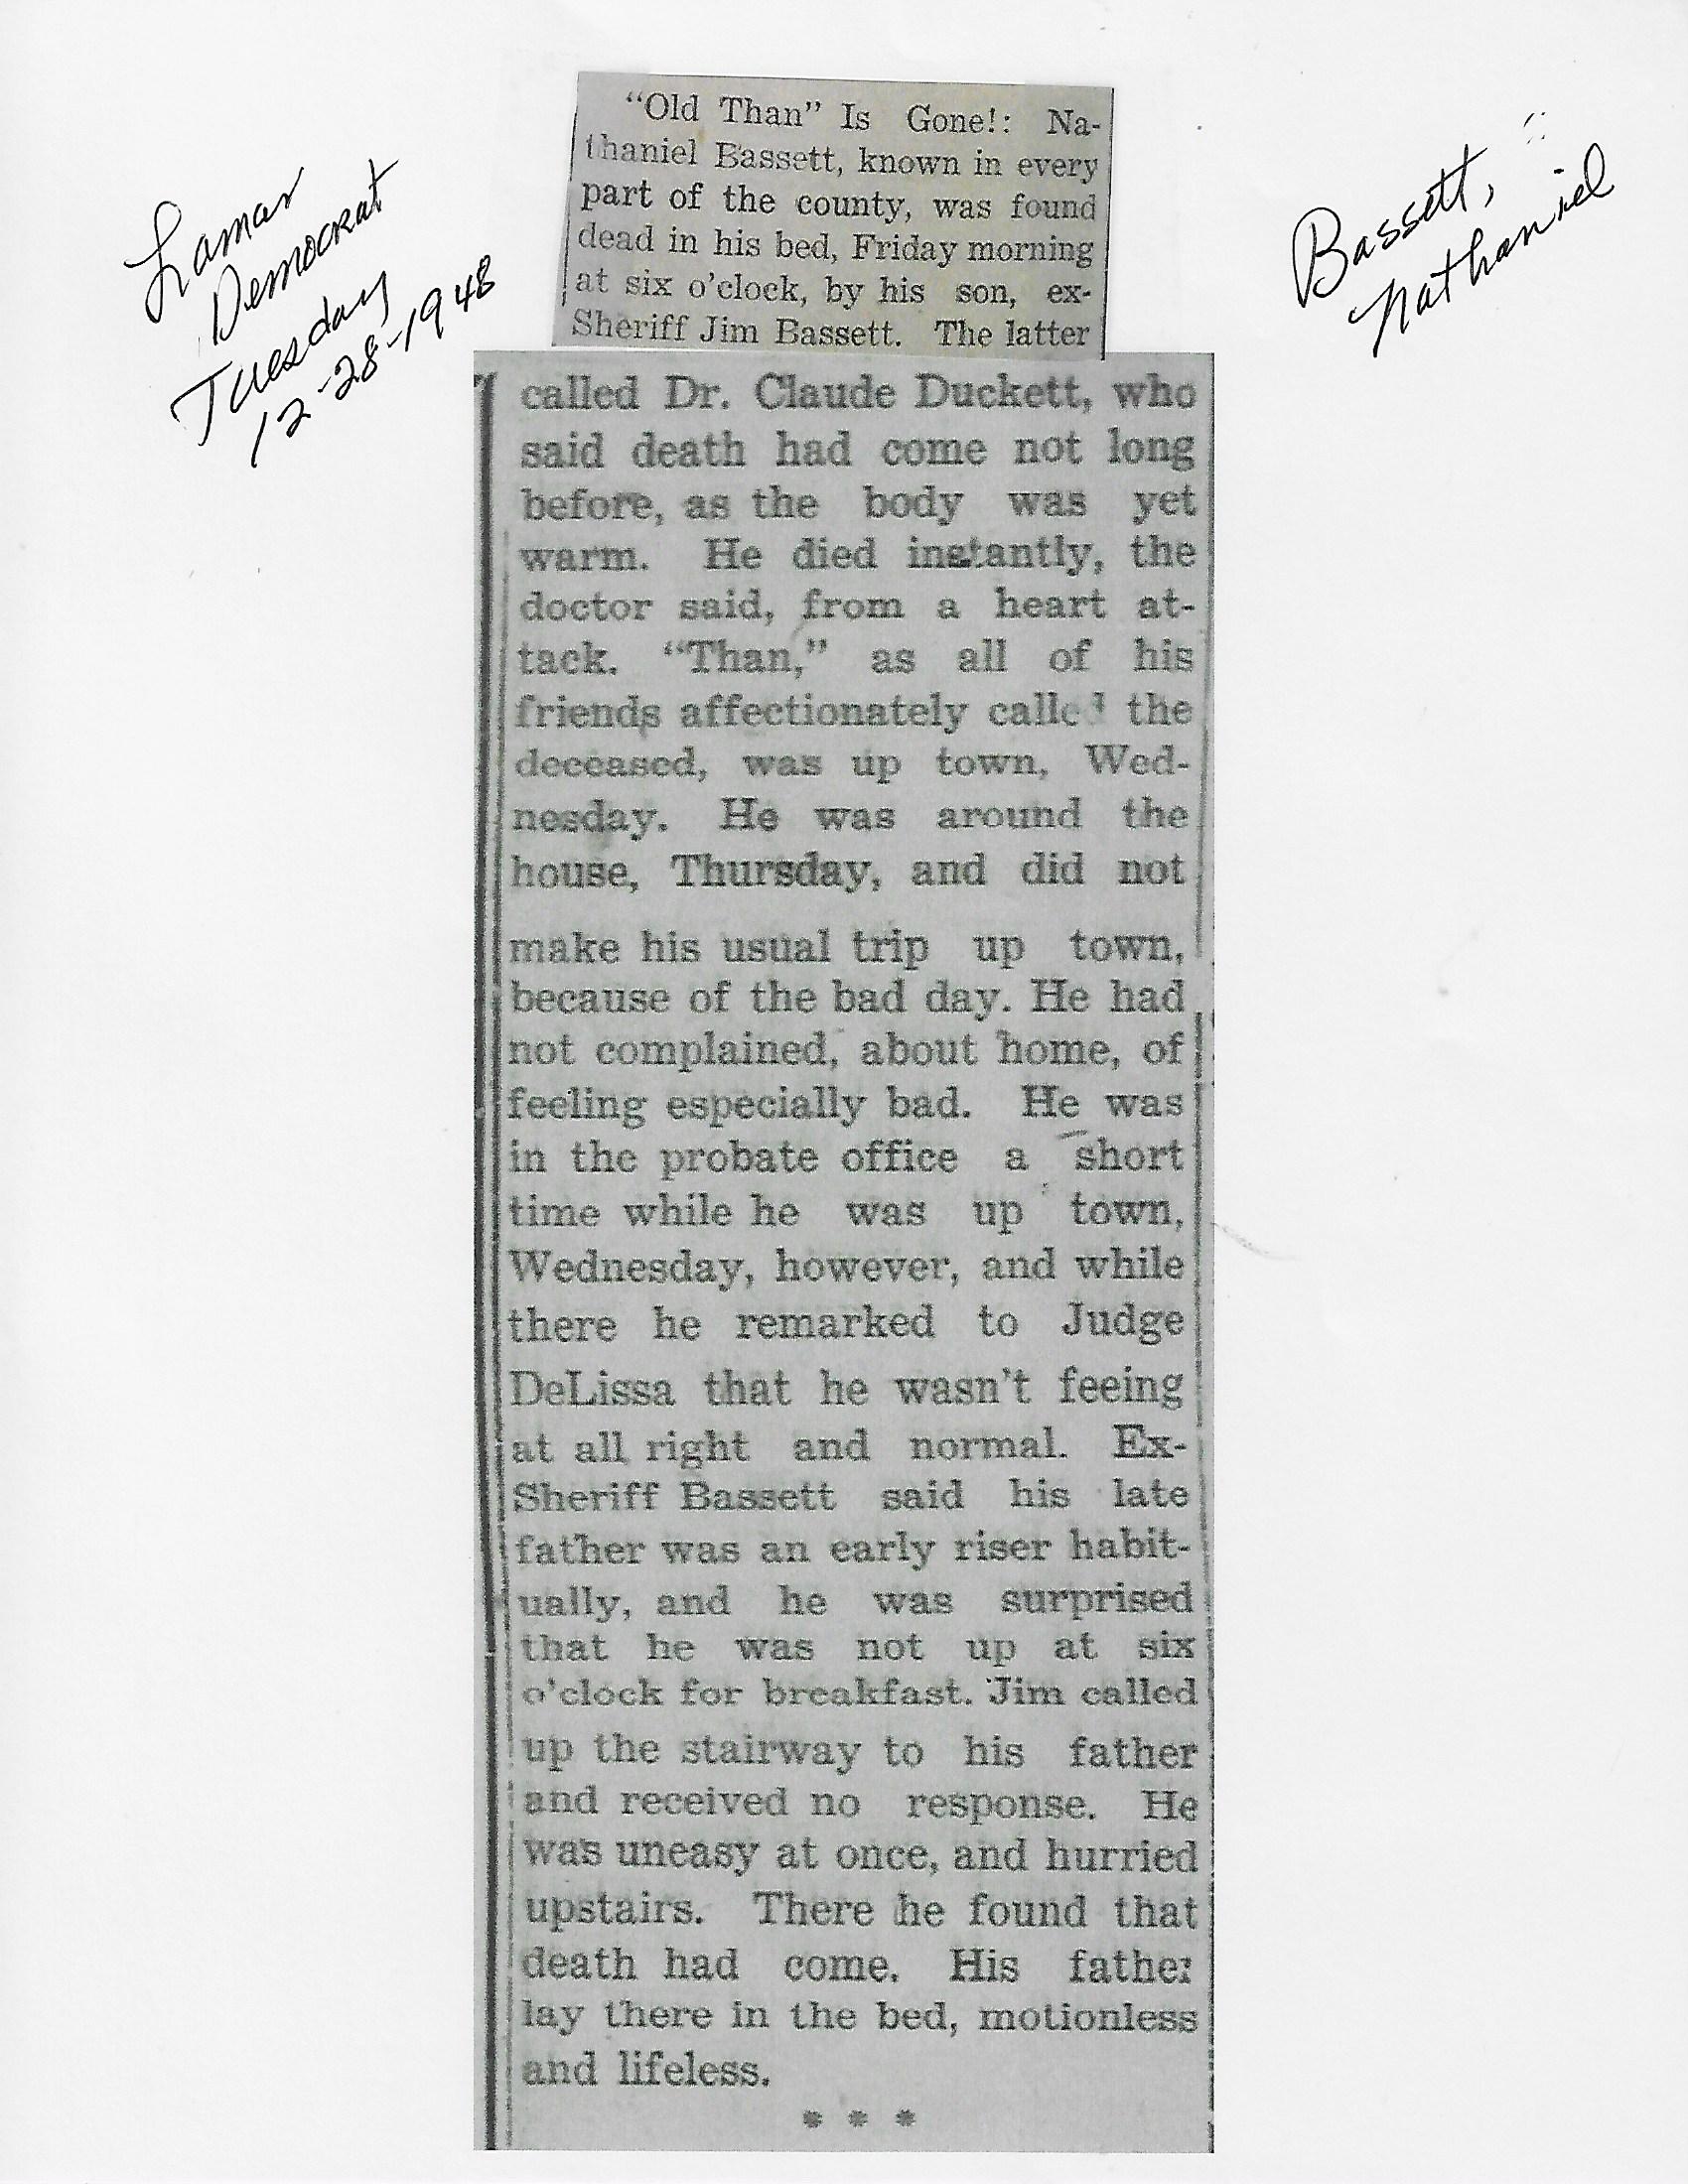 Lamar
Democrat
Tuesday
12-28-1948
Bassett,
Nathaniel
"Old Than" Is Gone!: Na-
thaniel Bassett, known in every
part of the county, was found
dead in his bed, Friday morning
at six o'clock, by his son, ex-
Sheriff Jim Bassett. The latter
called Dr. Claude Duckett, who
said death had come not long
before, as the body was yet
warm. He died instantly, the
doctor said, from a heart at-
tack. "Than," as all of his
friends affectionately called the
deceased, was up town, Wed-
nesday. He was around the
house, Thursday, and did not
make his usual trip up town,
because of the bad day. He had
not complained, about home, of
feeling especially bad. He was
in the probate office a short
time while he was up town,
Wednesday, however, and while
there he remarked to Judge
DeLissa that he wasn't feeing
at all right and normal. Ex-
Sheriff Bassett said his late
father was an early riser habit-
ually, and he was surprised
that he was not up at six
o'clock for breakfast. Jim called
up the stairway to his father
and received no response. He
was uneasy at once, and hurried
upstairs. There he found that
death had come. His father
lay there in the bed, motionless
and lifeless.
* * *